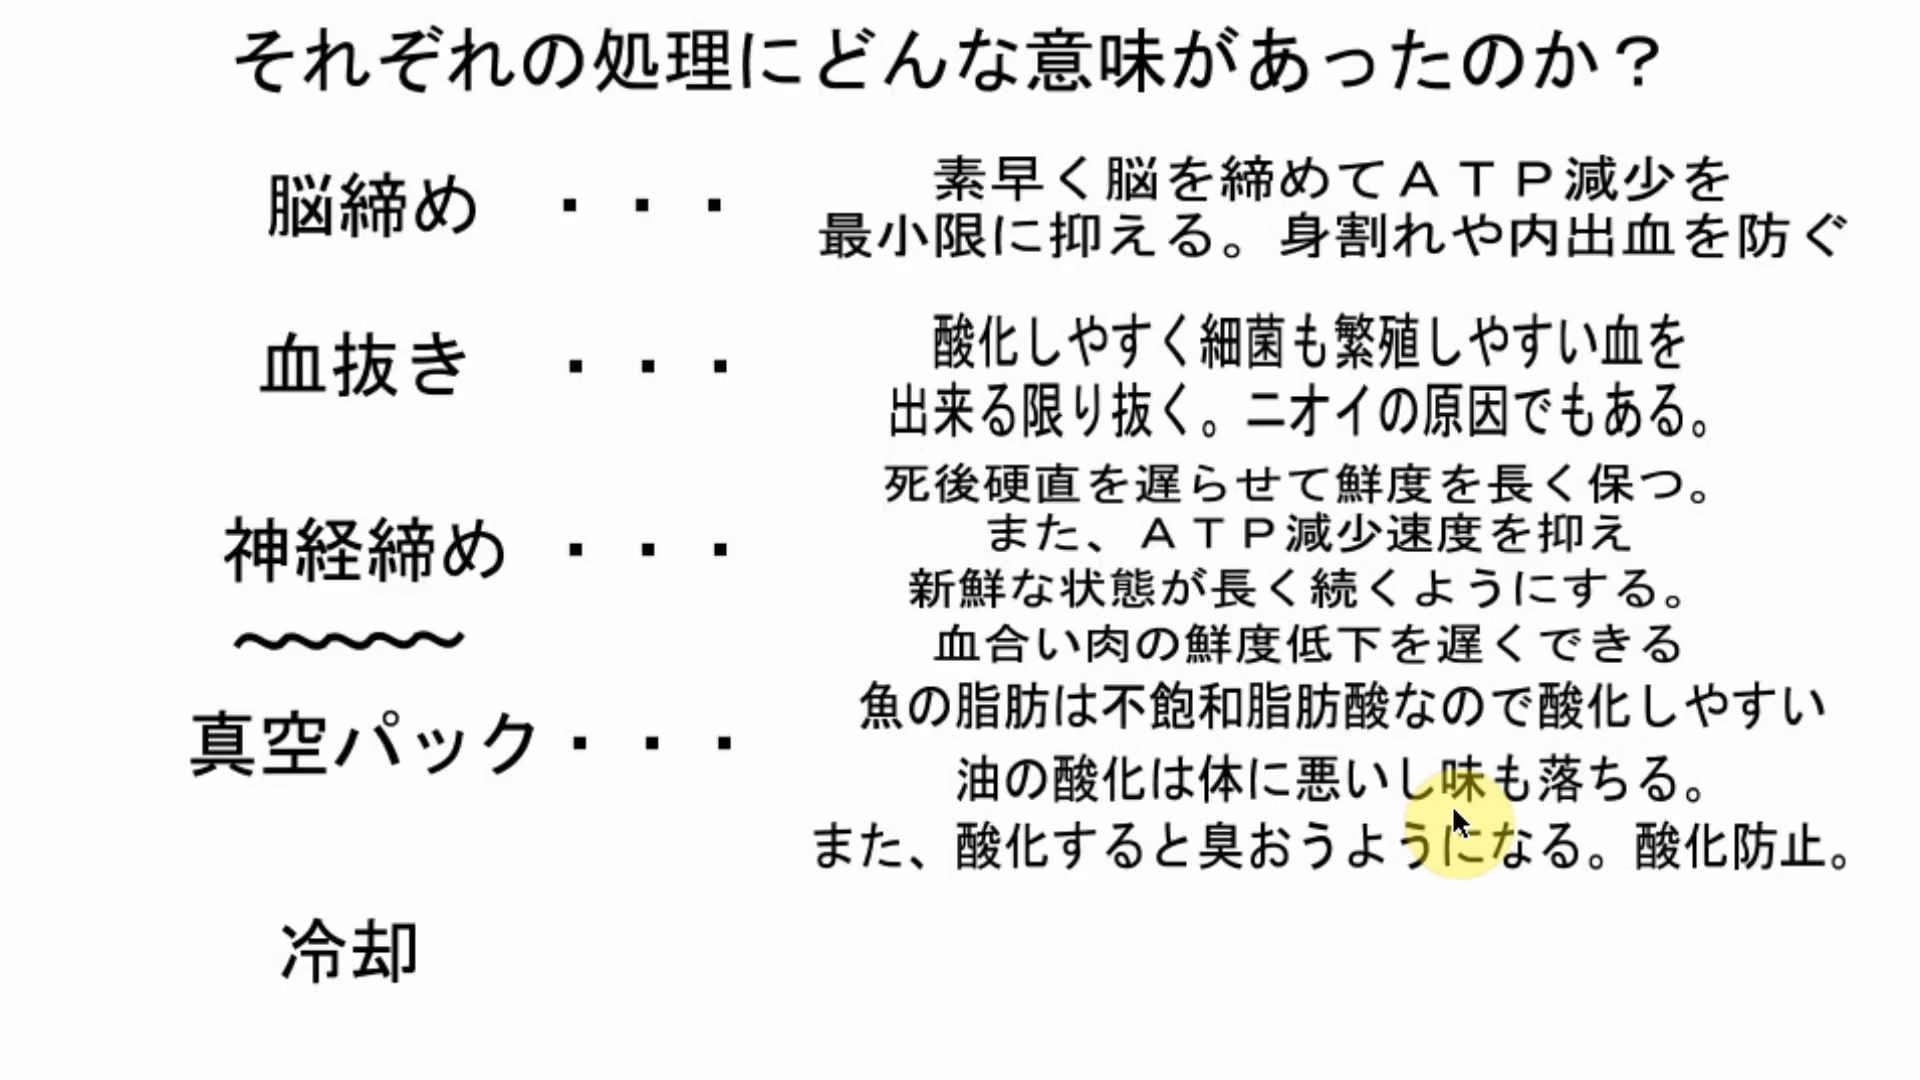 それぞれの処理にどんな意味があったのか？
脳締め ・・・
素早く脳を締めてＡＴＰ減少を
最小限に抑える。身割れや内出血を防ぐ
血抜き ・・・
酸化しやすく細菌も繁殖しやすい血を
出来る限り抜く。ニオイの原因でもある。
神経締め ・・・
死後硬直を遅らせて鮮度を長く保つ。
また、ＡＴＰ減少速度を抑え
新鮮な状態が長く続くようにする。
血合い肉の鮮度低下を遅くできる
真空パック・・・
魚の脂肪は不飽和脂肪酸なので酸化しやすい
油の酸化は体に悪いし味も落ちる。
また、酸化すると臭おうようになる。酸化防止。
冷却